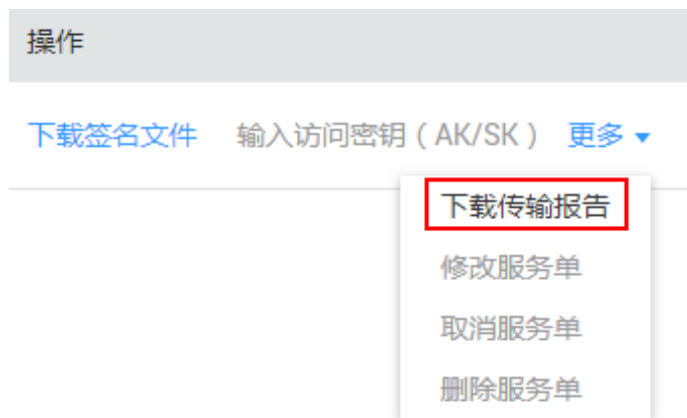 操作
下载签名文件 输入访问密钥（AK/SK） 更多
下载传输报告
修改服务单
取消服务单
删除服务单